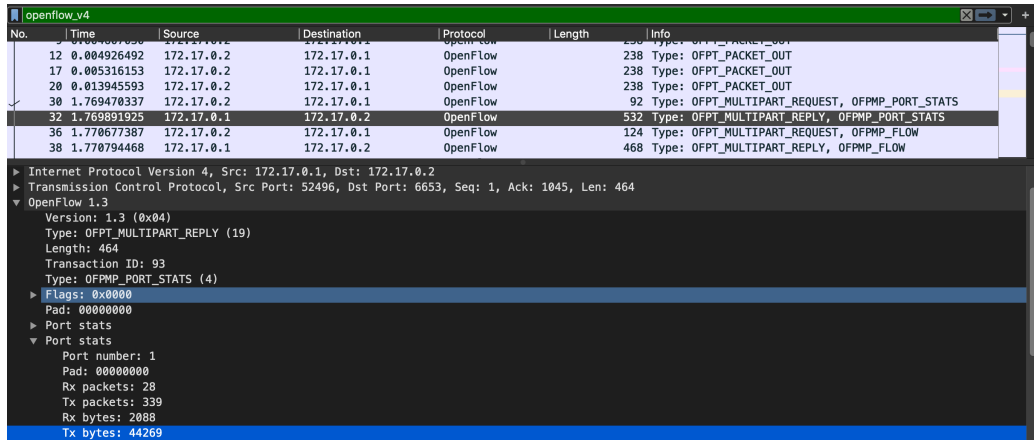 openflow_v4
No. Time Source Destination Protocol Length Info
12 0.004926492 172.17.0.2 172.17.0.1 OpenFlow 238 Type: OFPT_PACKET_OUT
17 0.005316153 172.17.0.2 172.17.0.1 OpenFlow 238 Type: OFPT_PACKET_OUT
20 0.013945593 172.17.0.2 172.17.0.1 OpenFlow 238 Type: OFPT_PACKET_OUT
30 1.769470337 172.17.0.2 172.17.0.1 OpenFlow 92 Type: OFPT_MULTIPART_REQUEST, OFPMP_PORT_STATS
32 1.769891925 172.17.0.1 172.17.0.2 OpenFlow 532 Type: OFPT_MULTIPART_REPLY, OFPMP_PORT_STATS
36 1.770677387 172.17.0.2 172.17.0.1 OpenFlow 124 Type: OFPT_MULTIPART_REQUEST, OFPMP_FLOW
38 1.770794468 172.17.0.1 172.17.0.2 OpenFlow 468 Type: OFPT_MULTIPART_REPLY, OFPMP_FLOW
Internet Protocol Version 4, Src: 172.17.0.1, Dst: 172.17.0.2
Transmission Control Protocol, Src Port: 52496, Dst Port: 6653, Seq: 1, Ack: 1045, Len: 464
OpenFlow 1.3
Version: 1.3 (0x04)
Type: OFPT_MULTIPART_REPLY (19)
Length: 464
Transaction ID: 93
Type: OFPMP_PORT_STATS (4)
Flags: 0x0000
Pad: 00000000
Port stats
Port stats
Port number: 1
Pad: 00000000
Rx packets: 28
Tx packets: 339
Rx bytes: 2088
Tx bytes: 44269